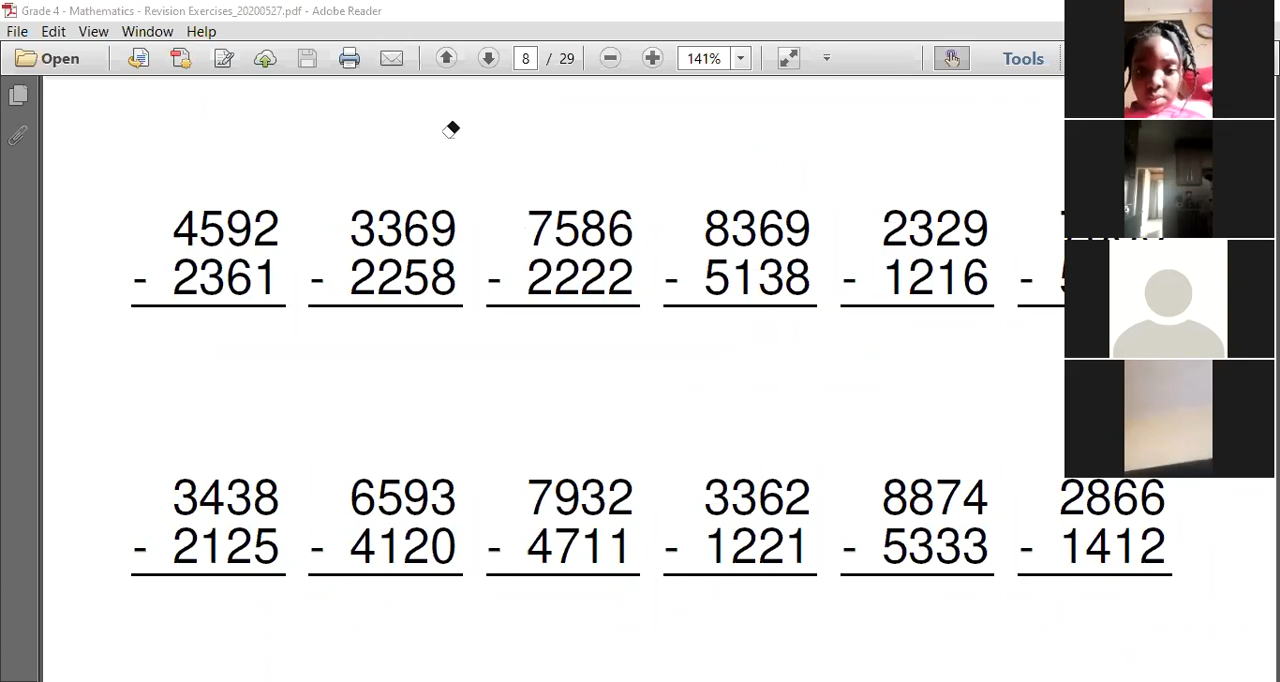 Grade 4 - Mathematics - Revision Exercises_20200527.pdf - Adobe Reader
File Edit View Window Help
Open 8 / 29 141% Tools
4592 3369 7586 8369 2329
- 2361 - 2258 - 2222 - 5138 - 1216 -
3438 6593 7932 3362 8874 2866
- 2125 - 4120 - 4711 - 1221 - 5333 - 1412